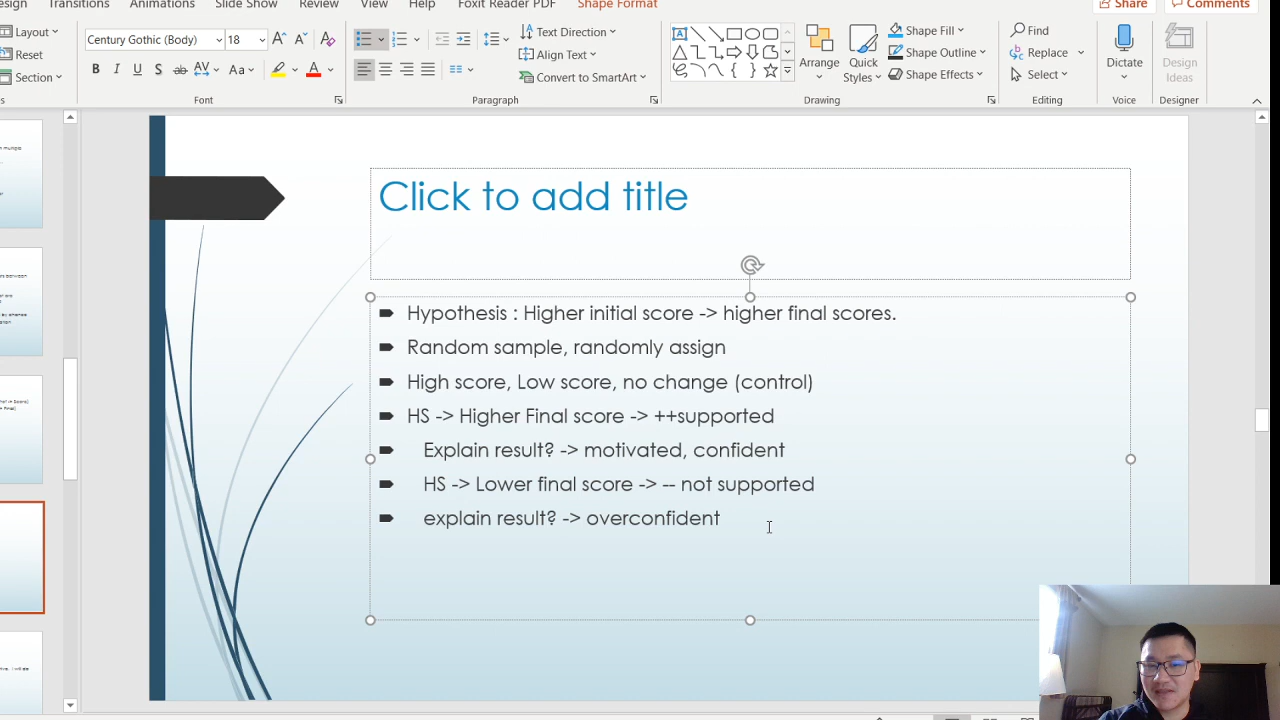 esign Transitions Animations Slide Show Review View Help Foxit Reader PDF Shape Format Share Comments
Layout
Reset
Section
Century Gothic (Body) 18
B I U S ab AV Aa A
Text Direction
Align Text
Convert to SmartArt
Arrange
Quick Styles
Shape Fill
Shape Outline
Shape Effects
Find
Replace
Select
Dictate
Design Ideas
Font Paragraph Drawing Editing Voice Designer
Click to add title
Hypothesis : Higher initial score -> higher final scores.
Random sample, randomly assign
High score, Low score, no change (control)
HS -> Higher Final score -> ++supported
Explain result? -> motivated, confident
HS -> Lower final score -> -- not supported
explain result? -> overconfident